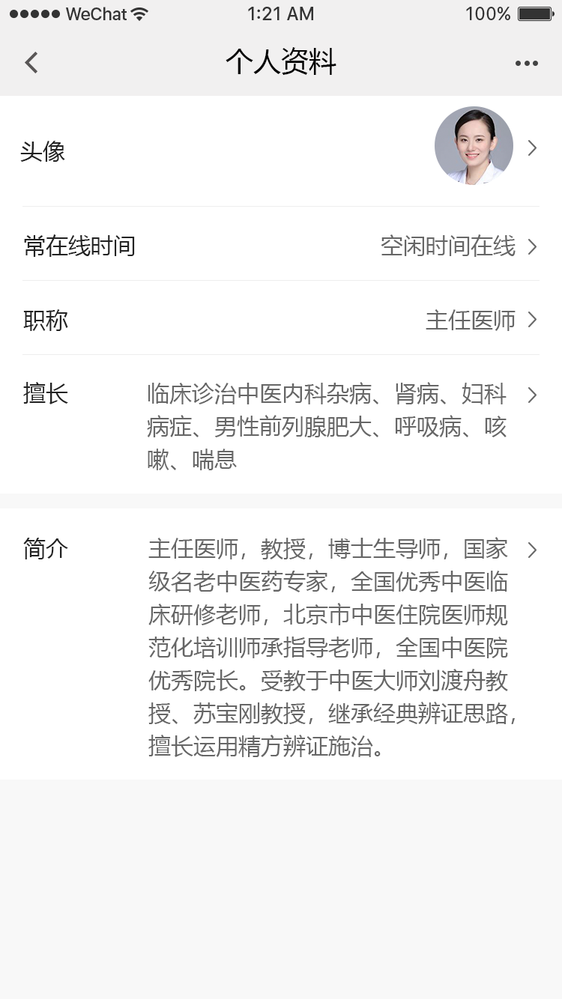 WeChat 1:21 AM 100%
个人资料
头像
常在线时间 空闲时间在线
职称 主任医师
擅长 临床诊治中医内科杂病、肾病、妇科
病症、男性前列腺肥大、呼吸病、咳
嗽、喘息
简介 主任医师，教授，博士生导师，国家
级名老中医药专家，全国优秀中医临
床研修老师，北京市中医住院医师规
范化培训师承指导老师，全国中医院
优秀院长。受教于中医大师刘渡舟教
授、苏宝刚教授，继承经典辨证思路，
擅长运用精方辨证施治。